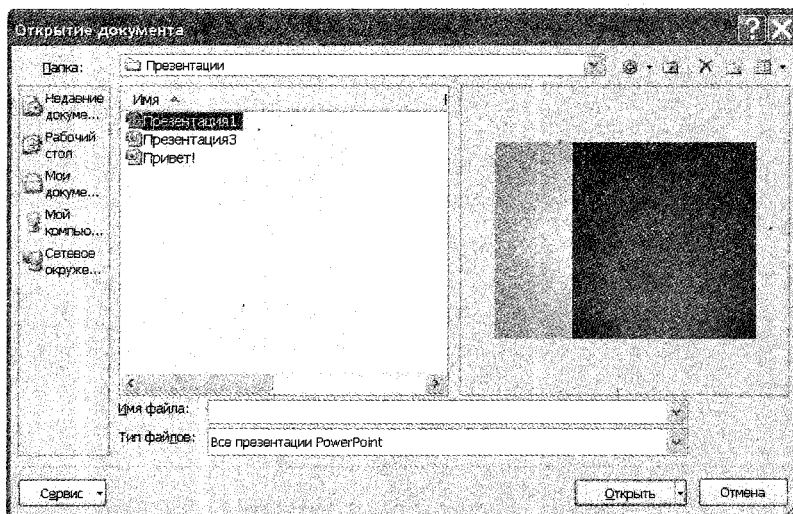 Открытие документа
Папка: Презентации
Недавние докуме...
Рабочий стол
Мои докуме...
Мой компью...
Сетевое окруже...
Имя
Презентация1
Презентация3
Привет!
Имя файла:
Тип файлов: Все презентации PowerPoint
Сервис Открыть Отмена